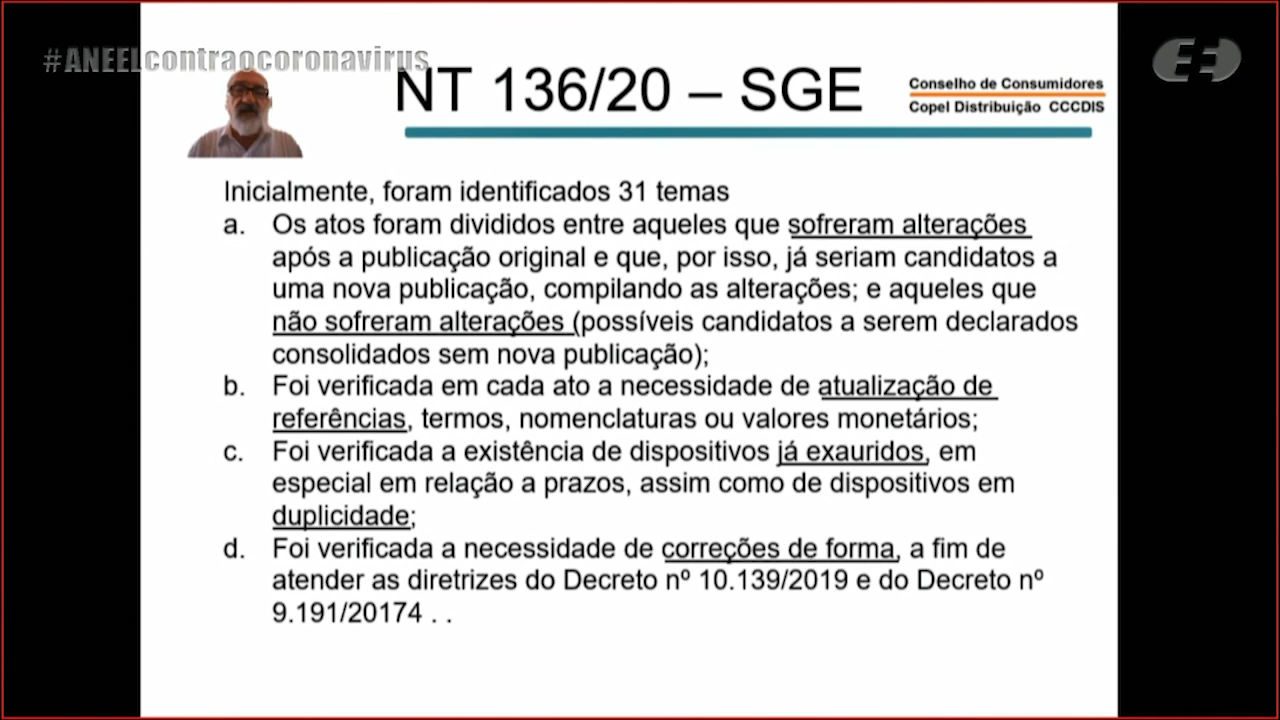 #ANEELcontraocoronavirus
NT 136/20 – SGE
Conselho de Consumidores
Copel Distribuição CCCDIS
Inicialmente, foram identificados 31 temas
a. Os atos foram divididos entre aqueles que sofreram alterações
após a publicação original e que, por isso, já seriam candidatos a
uma nova publicação, compilando as alterações; e aqueles que
não sofreram alterações (possíveis candidatos a serem declarados
consolidados sem nova publicação);
b. Foi verificada em cada ato a necessidade de atualização de
referências, termos, nomenclaturas ou valores monetários;
c. Foi verificada a existência de dispositivos já exauridos, em
especial em relação a prazos, assim como de dispositivos em
duplicidade;
d. Foi verificada a necessidade de correções de forma, a fim de
atender as diretrizes do Decreto nº 10.139/2019 e do Decreto nº
9.191/20174 . .